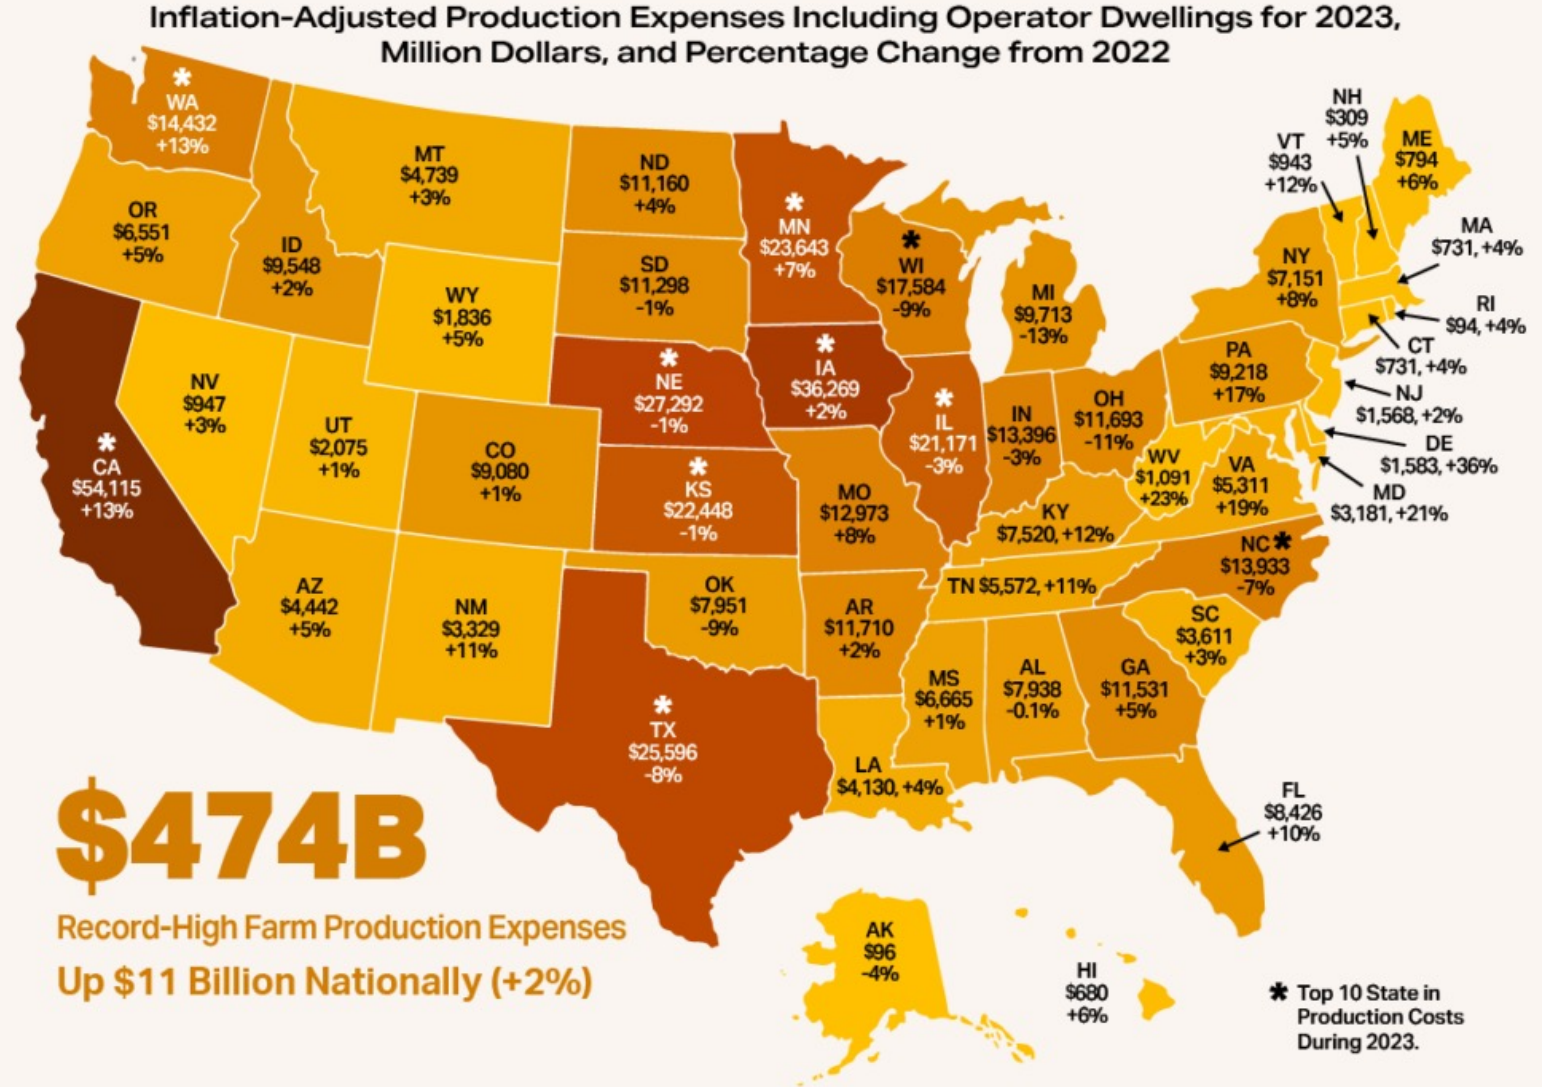 Inflation-Adjusted Production Expenses Including Operator Dwellings for 2023,
Million Dollars, and Percentage Change from 2022
*
WA
$14,432
+13%
OR
$6,551
+5%
ID
$9,548
+2%
MT
$4,739
+3%
WY
$1,836
+5%
ND
$11,160
+4%
SD
$11,298
-1%
*
MN
$23,643
+7%
*
WI
$17,584
-9%
MI
$9,713
-13%
NH
$309
+5%
VT
$943
+12%
ME
$794
+6%
MA
$731, +4%
NY
$7,151
+8%
RI
$94, +4%
CT
$731, +4%
PA
$9,218
+17%
NJ
$1,568, +2%
DE
$1,583, +36%
MD
$3,181, +21%
*
CA
$54,115
+13%
NV
$947
+3%
UT
$2,075
+1%
CO
$9,080
+1%
*
NE
$27,292
-1%
*
KS
$22,448
-1%
*
IA
$36,269
+2%
*
IL
$21,171
-3%
IN
$13,396
-3%
OH
$11,693
-11%
WV
$1,091
+23%
VA
$5,311
+19%
MO
$12,973
+8%
KY
$7,520, +12%
NC*
$13,933
-7%
TN $5,572, +11%
AZ
$4,442
+5%
NM
$3,329
+11%
OK
$7,951
-9%
AR
$11,710
+2%
SC
$3,611
+3%
MS
$6,665
+1%
AL
$7,938
-0.1%
GA
$11,531
+5%
*
TX
$25,596
-8%
LA
$4,130, +4%
FL
$8,426
+10%
$474B
Record-High Farm Production Expenses
Up $11 Billion Nationally (+2%)
AK
$96
-4%
HI
$680
+6%
* Top 10 State in
Production Costs
During 2023.